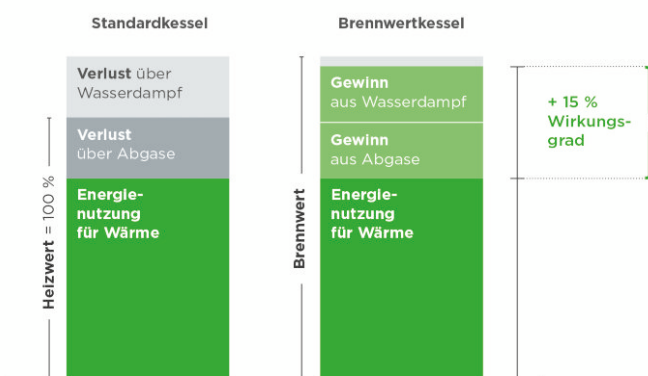 Standardkessel
Brennwertkessel
Verlust über
Wasserdampf
Verlust
über Abgase
Energie-
nutzung
für Wärme
Heizwert = 100 %
Gewinn
aus Wasserdampf
Gewinn
aus Abgase
Energie-
nutzung
für Wärme
Brennwert
+ 15 %
Wirkungs-
grad